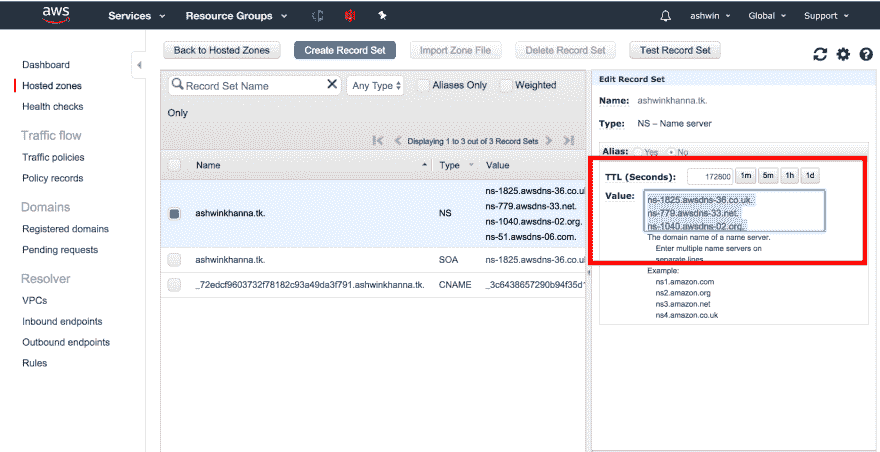 aws Services Resource Groups ashwin Global Support
Back to Hosted Zones Create Record Set Import Zone File Delete Record Set Test Record Set
Dashboard
Hosted zones
Health checks
Traffic flow
Traffic policies
Policy records
Domains
Registered domains
Pending requests
Resolver
VPCs
Inbound endpoints
Outbound endpoints
Rules
Record Set Name Any Type Aliases Only Weighted
Only
Displaying 1 to 3 out of 3 Record Sets
Name Type Value
ashwinkhanna.tk. NS
ns-1825.awsdns-36.co.u
ns-779.awsdns-33.net.
ns-1040.awsdns-02.org.
ns-51.awsdns-06.com.
ashwinkhanna.tk. SOA ns-1825.awsdns-36.co.u
_72edcf9603732f78182c93a49da3f791.ashwinkhanna.tk. CNAME _3c6438657290b94f35d1
Edit Record Set
Name: ashwinkhanna.tk.
Type: NS – Name server
Alias: Yes No
TTL (Seconds): 172800 1m 5m 1h 1d
Value: ns-1825.awsdns-36.co.uk.
ns-779.awsdns-33.net.
ns-1040.awsdns-02.org.
The domain name of a name server.
Enter multiple name servers on
separate lines.
Example:
ns1.amazon.com
ns2.amazon.org
ns3.amazon.net
ns4.amazon.co.uk